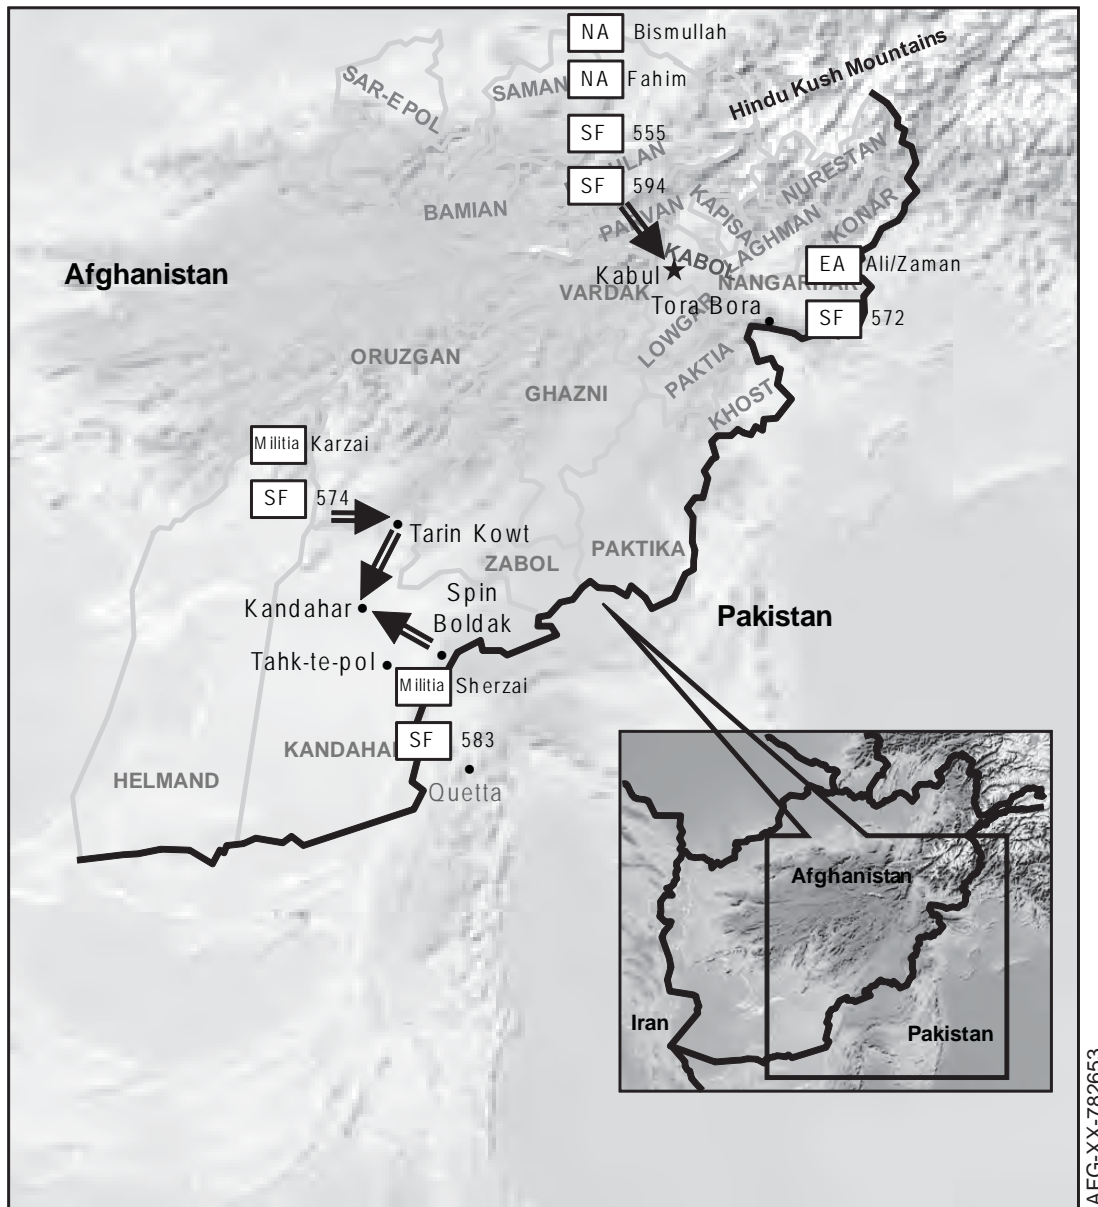 NA Bismullah
NA Fahim
SF 555
SF 594
Hindu Kush Mountains
SAR-E POL
SAMAN
BAMIAN
KAPISA
NURESTAN
LAGHMAN
KONAR
KABOL
Kabul
Afghanistan
EA Ali/Zaman
NANGARHAR
VARDAK
Tora Bora
SF 572
LOWGAR
ORUZGAN
PAKTIA
GHAZNI
KHOST
Militia Karzai
SF 574
Tarin Kowt
PAKTIKA
ZABOL
Spin
Boldak
Kandahar
Pakistan
Tahk-te-pol
Militia Sherzai
SF 583
KANDAHA
HELMAND
Quetta
Afghanistan
Iran
Pakistan
AFG-XX-782653